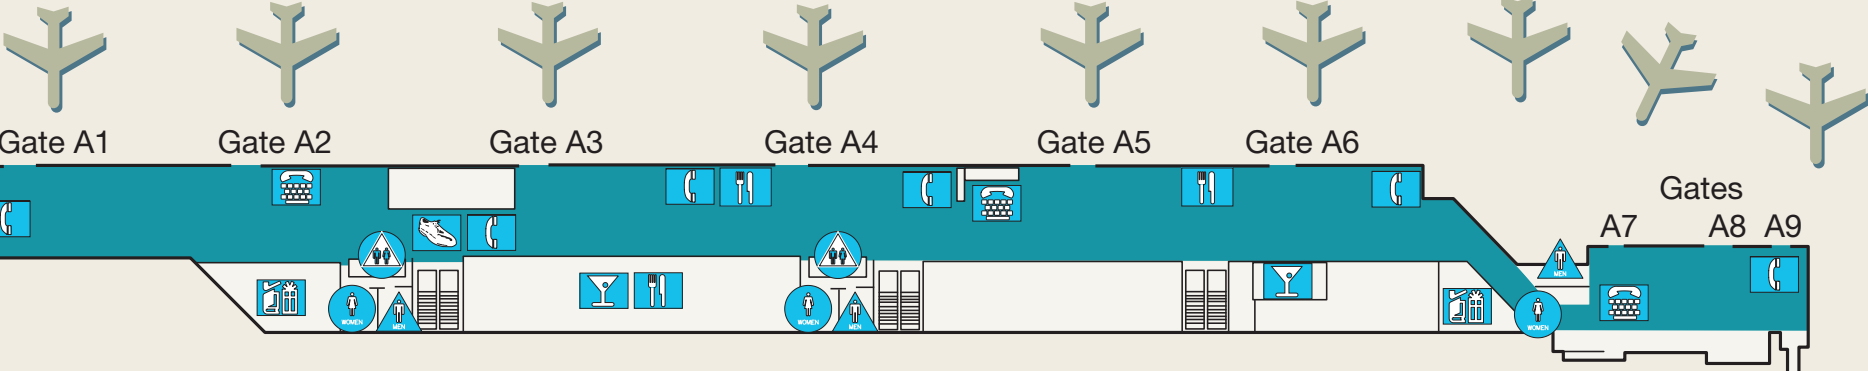 Gate A1
Gate A2
Gate A3
Gate A4
Gate A5
Gate A6
Gates
A7
A8
A9
MEN
WOMEN
MEN
WOMEN
MEN
WOMEN